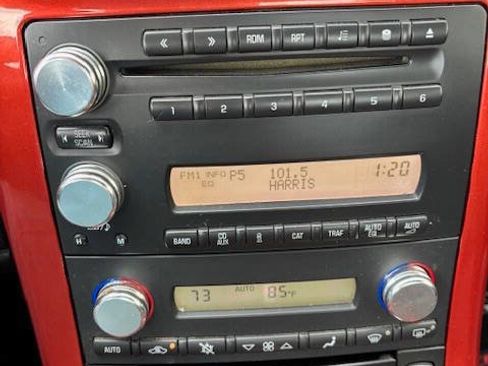 « » RDM RPT
1 2 3 4 5 6
SEEK
SCAN
FM1 INFO P5 101.5 1:20
EQ HARRIS
H M
BAND CD AUX CAT TRAF AUTO EQ AUTO
73 AUTO 85°F
AUTO